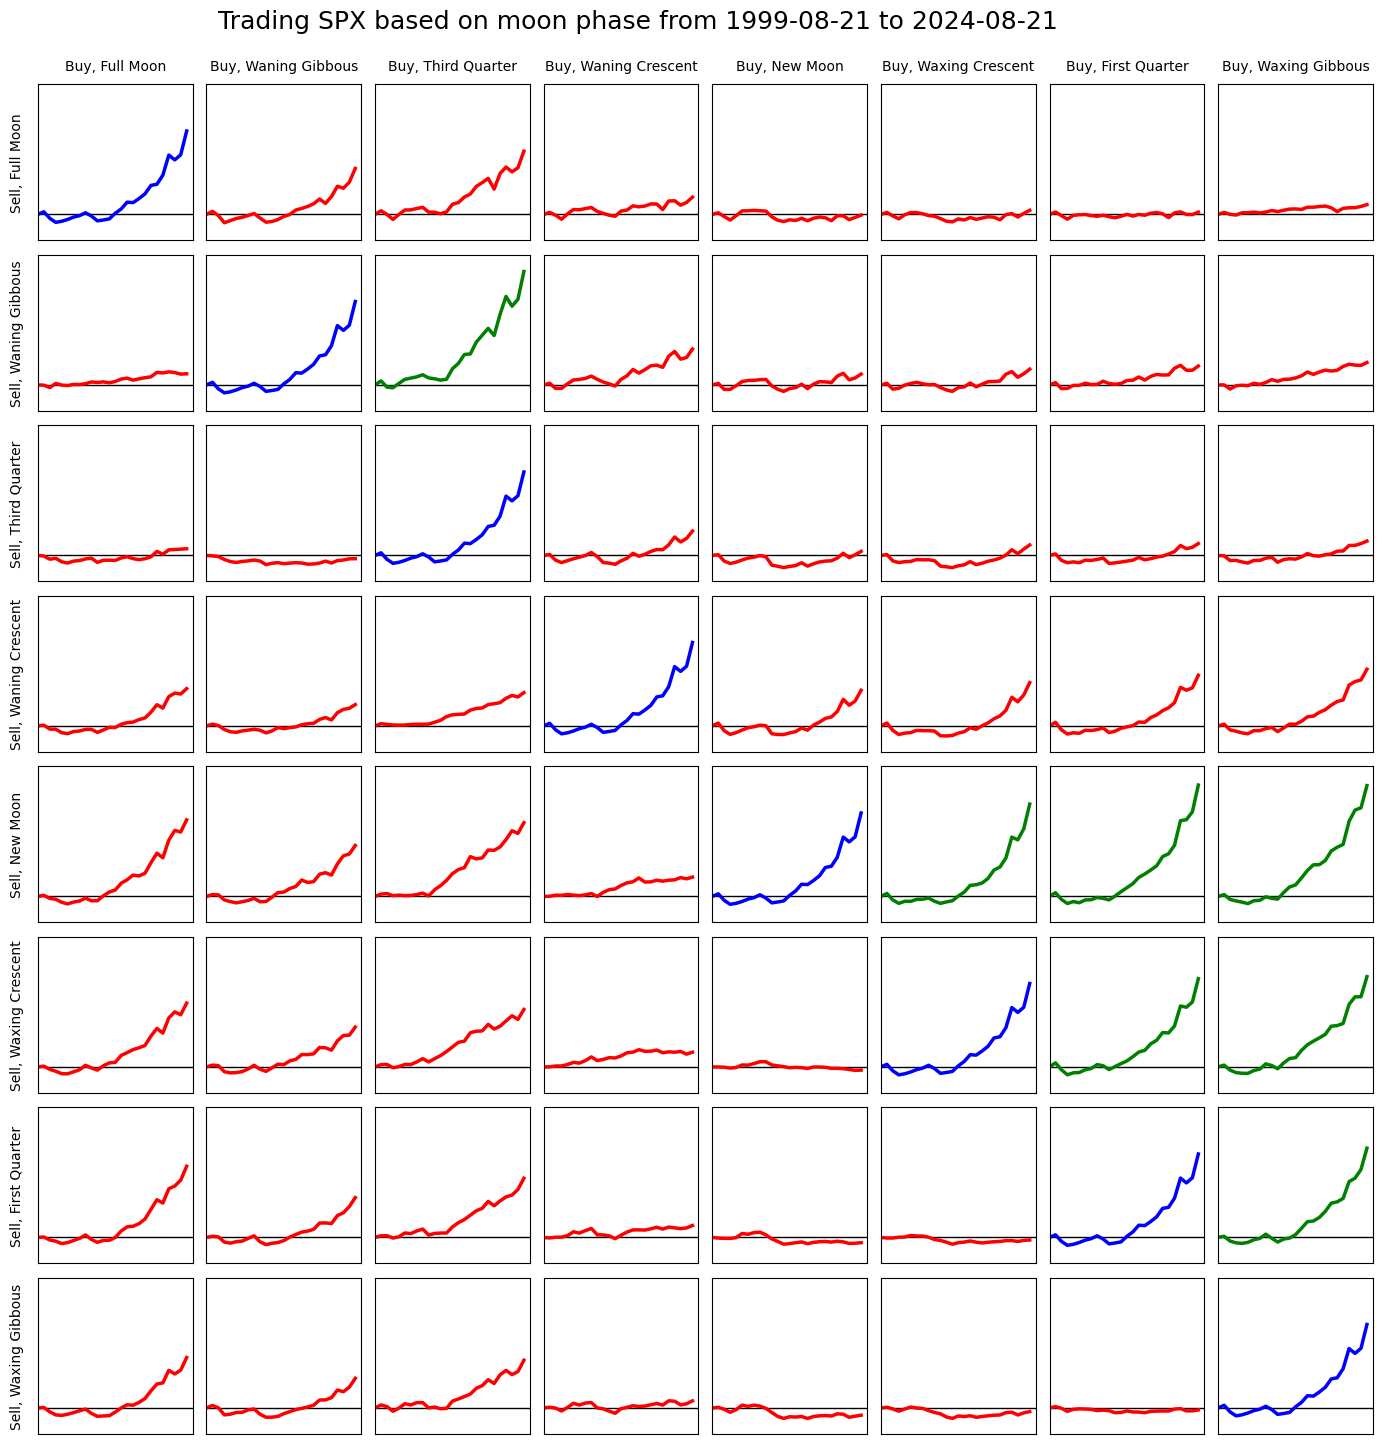 Trading SPX based on moon phase from 1999-08-21 to 2024-08-21
Buy, Full Moon
Buy, Waning Gibbous
Buy, Third Quarter
Buy, Waning Crescent
Buy, New Moon
Buy, Waxing Crescent
Buy, First Quarter
Buy, Waxing Gibbous
Sell, Full Moon
Sell, Waning Gibbous
Sell, Third Quarter
Sell, Waning Crescent
Sell, New Moon
Sell, Waxing Crescent
Sell, First Quarter
Sell, Waxing Gibbous